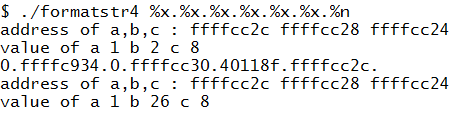 $ ./formatstr4 %x.%x.%x.%x.%x.%x.%n
address of a,b,c : ffffcc2c ffffcc28 ffffcc24
value of a 1 b 2 c 8
0.ffffc934.0.ffffcc30.40118f.ffffcc2c.
address of a,b,c : ffffcc2c ffffcc28 ffffcc24
value of a 1 b 26 c 8